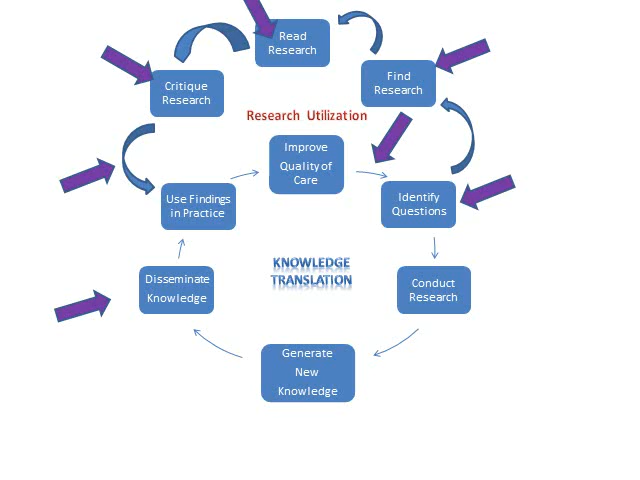 Read
Research
Find
Research
Critique
Research
Research Utilization
Improve
Quality of
Care
Use Findings
in Practice
Identify
Questions
KNOWLEDGE
TRANSLATION
Disseminate
Knowledge
Conduct
Research
Generate
New
Knowledge